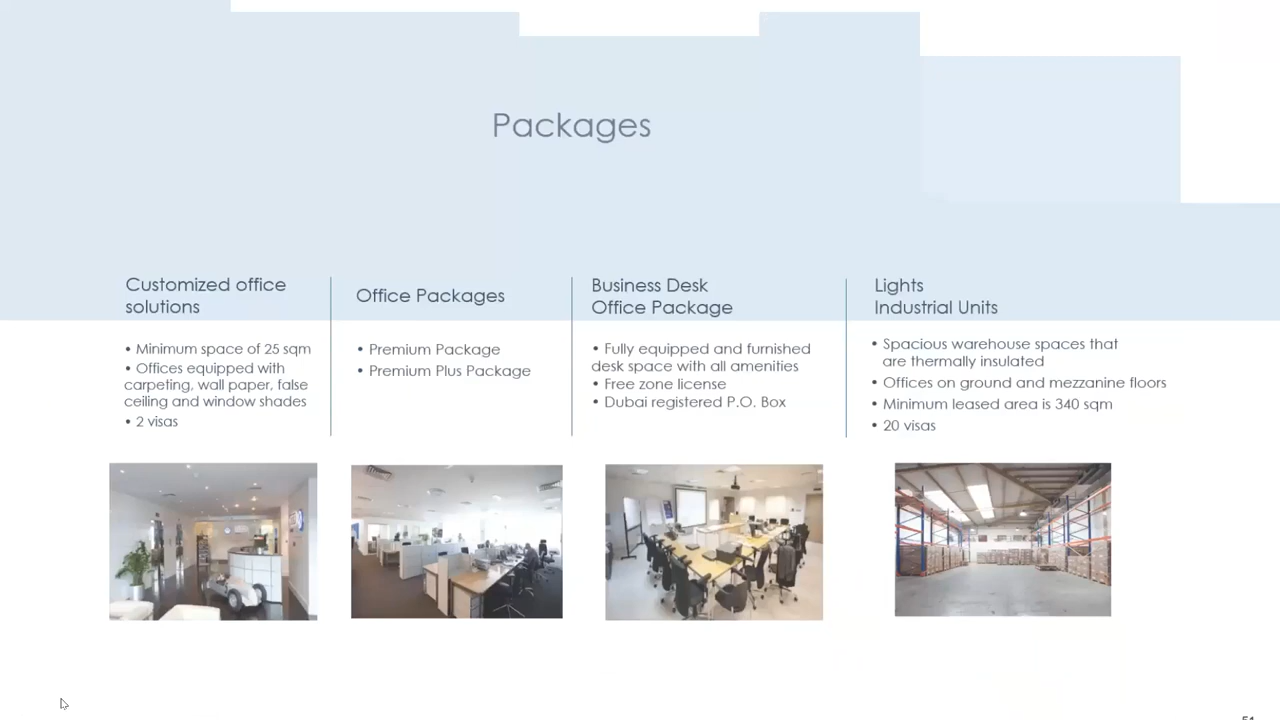 Packages
Customized office
solutions
• Minimum space of 25 sqm
• Offices equipped with
carpeting, wall paper, false
ceiling and window shades
• 2 visas
Office Packages
• Premium Package
• Premium Plus Package
Business Desk
Office Package
• Fully equipped and furnished
desk space with all amenities
• Free zone license
• Dubai registered P.O. Box
Lights
Industrial Units
• Spacious warehouse spaces that
are thermally insulated
• Offices on ground and mezzanine floors
• Minimum leased area is 340 sqm
• 20 visas